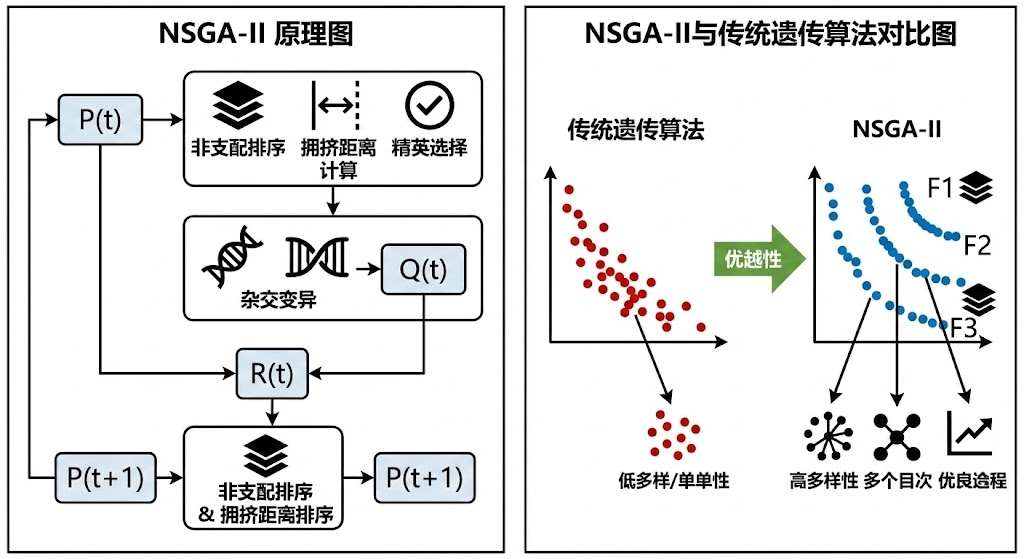 NSGA-II 原理图
P(t)
非支配排序
拥挤距离
计算
精英选择
杂交变异
Q(t)
R(t)
P(t+1)
非支配排序
& 拥挤距离排序
P(t+1)
NSGA-II与传统遗传算法对比图
传统遗传算法
低多样/单单性
优越性
NSGA-II
F1
F2
F3
高多样性
多个目次
优良迨程